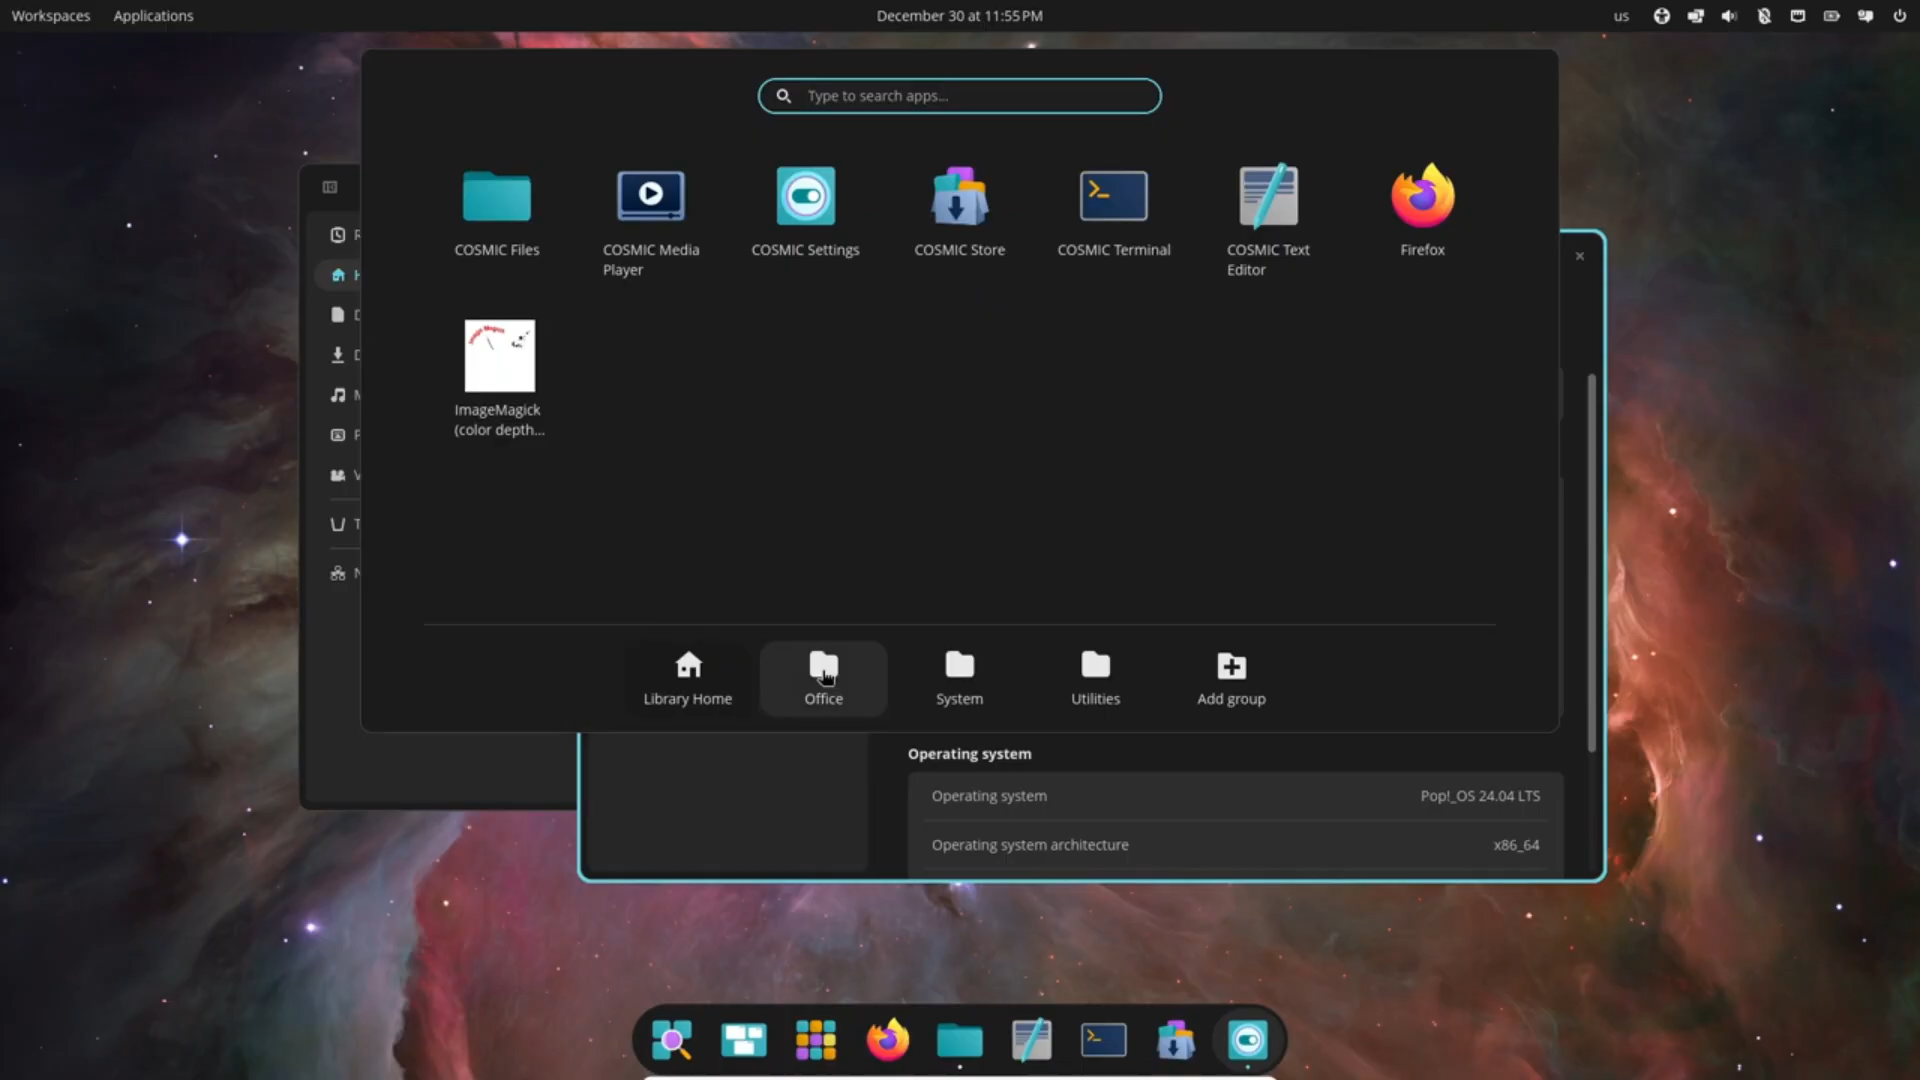 Workspaces Applications December 30 at 11:55 PM us
Type to search apps...
COSMIC Files
COSMIC Media
Player
COSMIC Settings
COSMIC Store
COSMIC Terminal
COSMIC Text
Editor
Firefox
ImageMagick
(color depth...
Library Home
Office
System
Utilities
Add group
Operating system
Operating system Pop!_OS 24.04 LTS
Operating system architecture x86_64